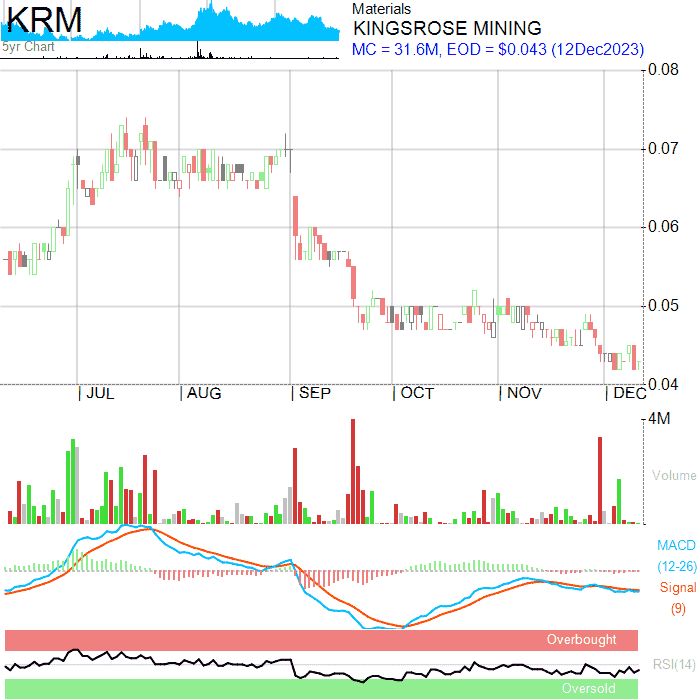 KRM
5yr Chart
Materials
KINGSROSE MINING
MC = 31.6M, EOD = $0.043 (12Dec2023)
0.08
0.07
0.06
0.05
0.04
JUL
AUG
SEP
OCT
NOV
DEC
4M
Volume
MACD
(12-26)
Signal
(9)
Overbought
RSI(14)
Oversold